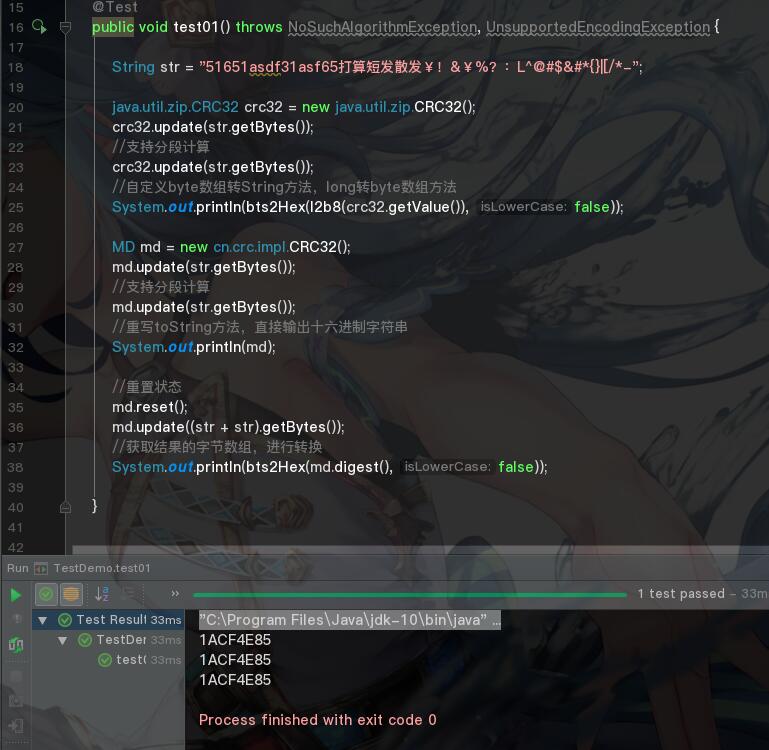 15 @Test
16 public void test01() throws NoSuchAlgorithmException, UnsupportedEncodingException {
17
18 String str = "51651asdf31asf65打算短发散发￥！＆￥%？：L^@#$&#*{}|[/*-";
19
20 java.util.zip.CRC32 crc32 = new java.util.zip.CRC32();
21 crc32.update(str.getBytes());
22 //支持分段计算
23 crc32.update(str.getBytes());
24 //自定义byte数组转String方法，long转byte数组方法
25 System.out.println(bts2Hex(l2b8(crc32.getValue()), isLowerCase: false));
26
27 MD md = new cn.crc.impl.CRC32();
28 md.update(str.getBytes());
29 //支持分段计算
30 md.update(str.getBytes());
31 //重写toString方法，直接输出十六进制字符串
32 System.out.println(md);
33
34 //重置状态
35 md.reset();
36 md.update((str + str).getBytes());
37 //获取结果的字节数组，进行转换
38 System.out.println(bts2Hex(md.digest(), isLowerCase: false));
39
40 }
41
42
Run TestDemo.test01
1 test passed – 33m
Test Result 33ms
TestDer 33ms
test( 33ms
"C:\Program Files\Java\jdk-10\bin\java" ...
1ACF4E85
1ACF4E85
1ACF4E85
Process finished with exit code 0